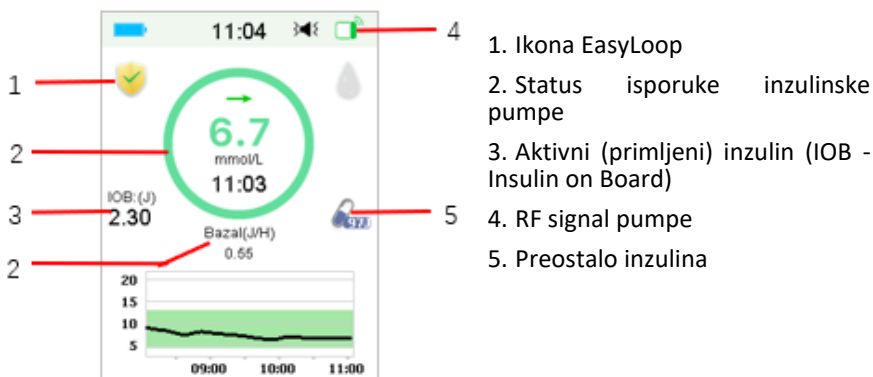 11:04
4
1
6.7
mmol/L
11:03
2
IOB:(J)
2.30
3
97J
5
Bazal(J/H)
0.55
2
20
15
10
5
09:00 10:00 11:00
1. Ikona EasyLoop
2. Status isporuke inzulinske
pumpe
3. Aktivni (primljeni) inzulin (IOB -
Insulin on Board)
4. RF signal pumpe
5. Preostalo inzulina